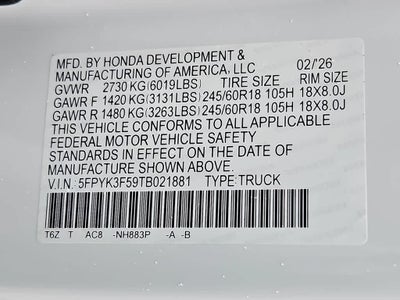 MFD. BY HONDA DEVELOPMENT &
MANUFACTURING OF AMERICA, LLC 02/'26
GVWR 2730 KG(6019LBS) TIRE SIZE RIM SIZE
GAWR F 1420 KG(3131LBS) 245/60R18 105H 18X8.0J
GAWR R 1480 KG(3263LBS) 245/60R18 105H 18X8.0J
THIS VEHICLE CONFORMS TO ALL APPLICABLE
FEDERAL MOTOR VEHICLE SAFETY
STANDARDS IN EFFECT ON THE DATE OF
MANUFACTURE SHOWN ABOVE.
V.I.N: 5FPYK3F59TB021881 TYPE:TRUCK
T6Z T AC8 -NH883P -A -B